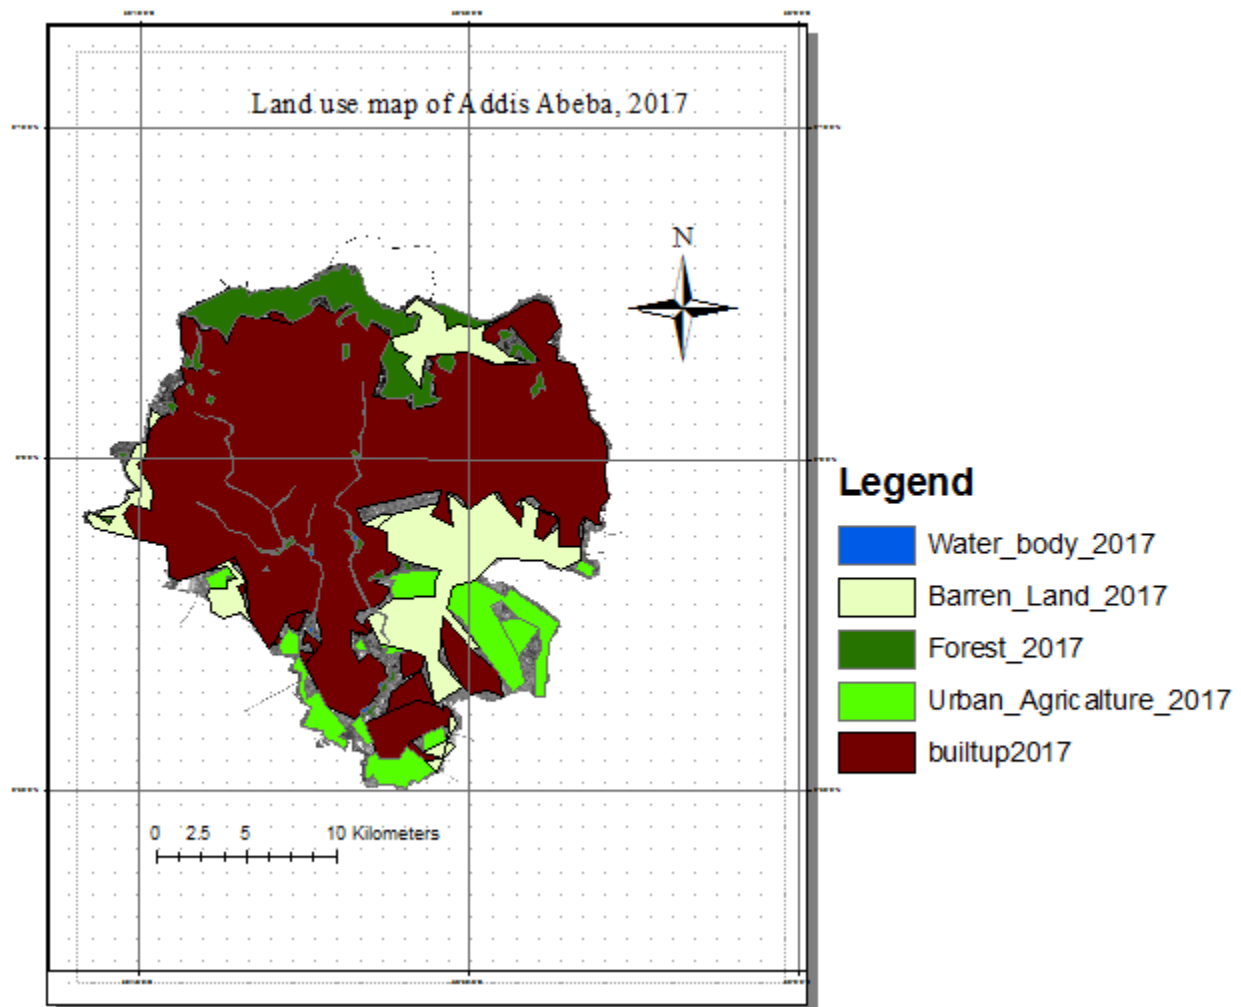 Land use map of Addis Abeba, 2017
N
Legend
Water_body_2017
Barren_Land_2017
Forest_2017
Urban_Agricalture_2017
builtup2017
0 2.5 5 10 Kilometers